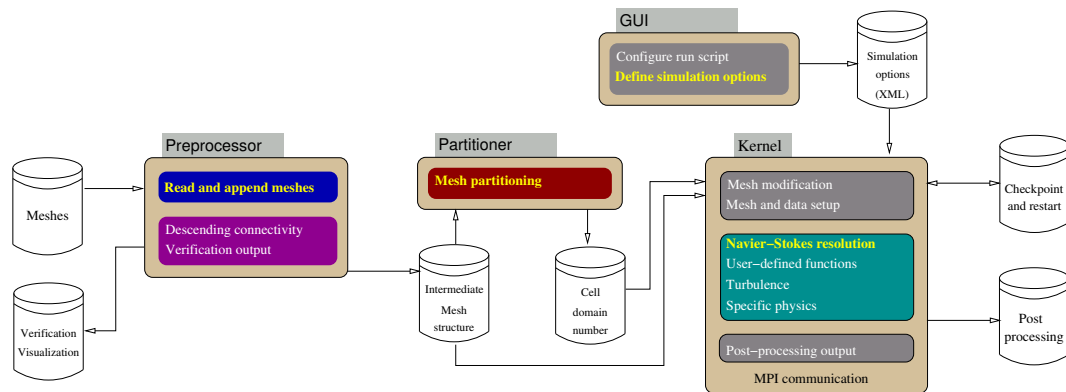 GUI
Configure run script
Define simulation options
Simulation
options
(XML)
Preprocessor
Read and append meshes
Descending connectivity
Verification output
Meshes
Verification
Visualization
Partitioner
Mesh partitioning
Intermediate
Mesh
structure
Cell
domain
number
Kernel
Mesh modification
Mesh and data setup
Navier−Stokes resolution
User−defined functions
Turbulence
Specific physics
Post−processing output
MPI communication
Checkpoint
and restart
Post
processing